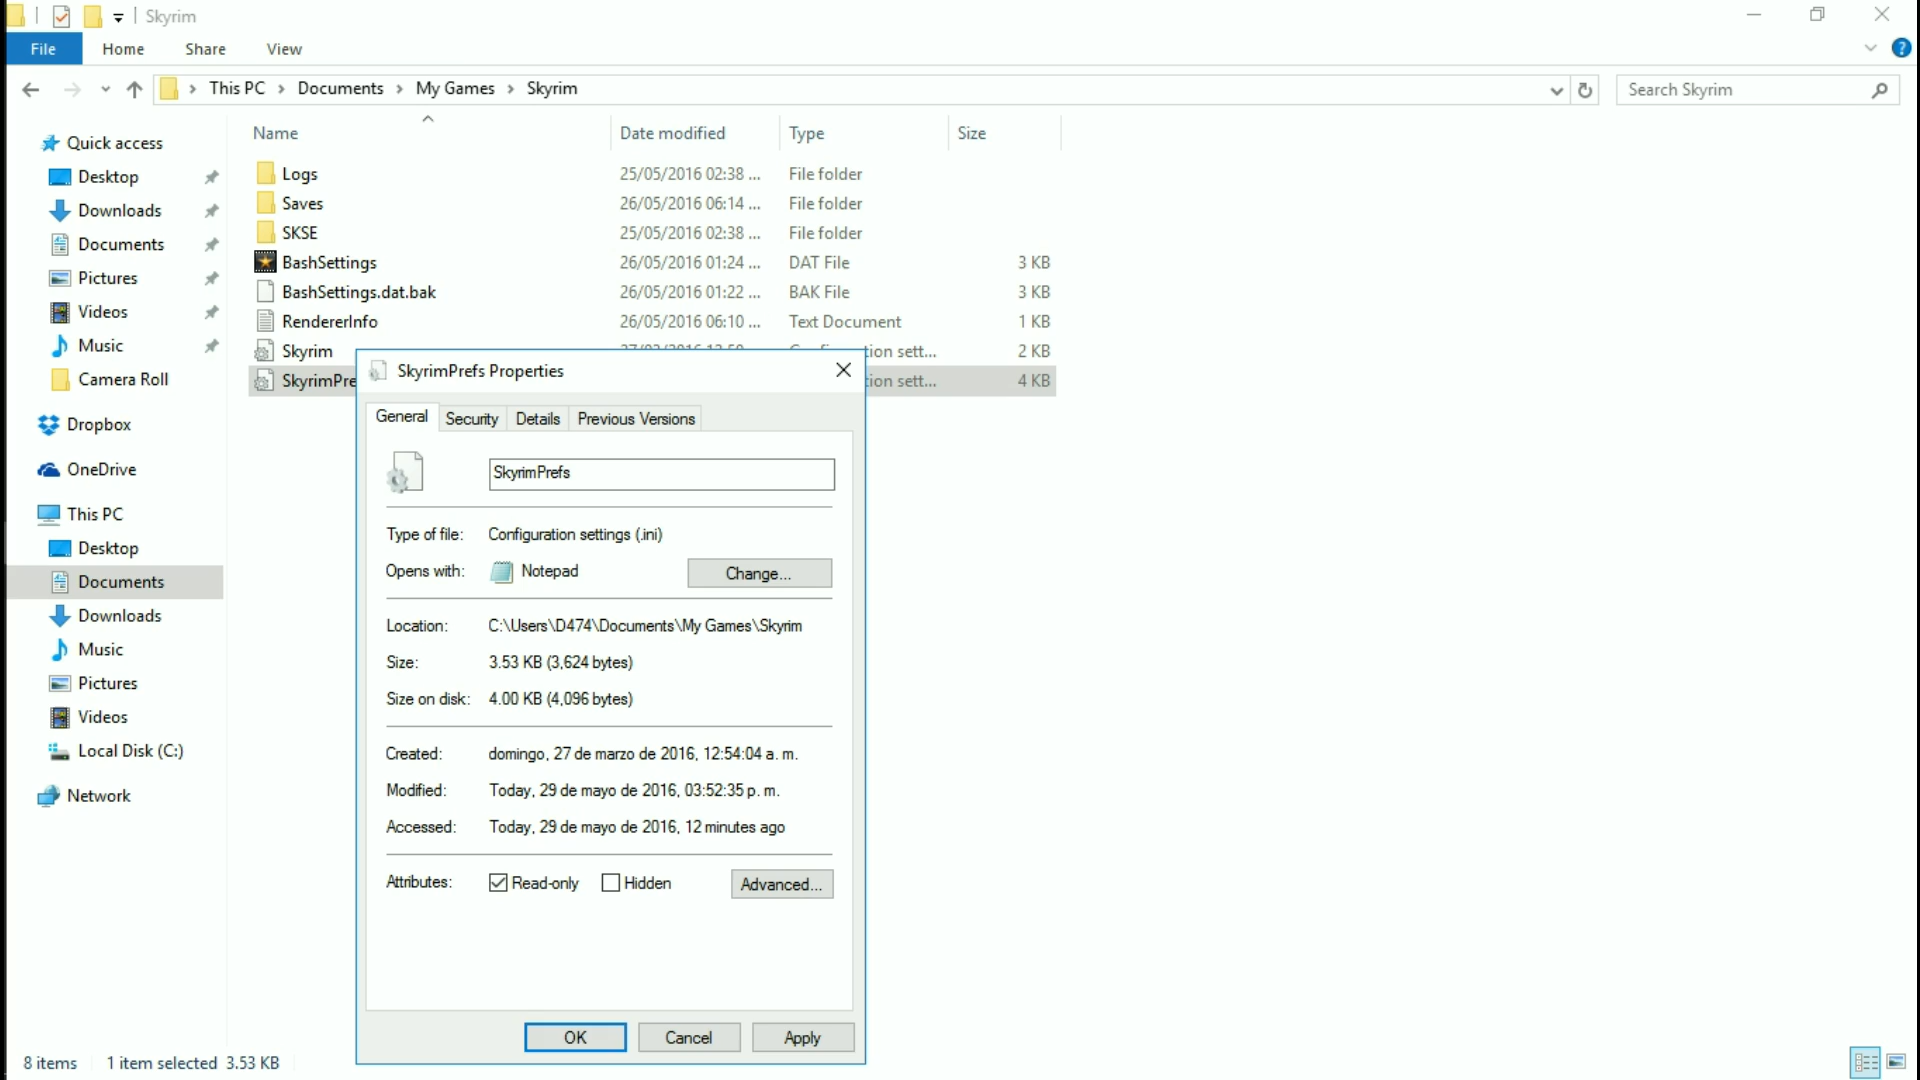 Skyrim
File Home Share View
This PC > Documents > My Games > Skyrim
Search Skyrim
Name Date modified Type Size
Quick access
Desktop
Downloads
Documents
Pictures
Videos
Music
Camera Roll
Dropbox
OneDrive
This PC
Desktop
Documents
Downloads
Music
Pictures
Videos
Local Disk (C:)
Network
Logs 25/05/2016 02:38 ... File folder
Saves 26/05/2016 06:14 ... File folder
SKSE 25/05/2016 02:38 ... File folder
BashSettings 26/05/2016 01:24 ... DAT File 3 KB
BashSettings.dat.bak 26/05/2016 01:22 ... BAK File 3 KB
RendererInfo 26/05/2016 06:10 ... Text Document 1 KB
Skyrim tion sett... 2 KB
SkyrimPre tion sett... 4 KB
SkyrimPrefs Properties
General Security Details Previous Versions
SkyrimPrefs
Type of file: Configuration settings (.ini)
Opens with: Notepad Change...
Location: C:\Users\D474\Documents\My Games\Skyrim
Size: 3.53 KB (3,624 bytes)
Size on disk: 4.00 KB (4,096 bytes)
Created: domingo, 27 de marzo de 2016, 12:54:04 a. m.
Modified: Today, 29 de mayo de 2016, 03:52:35 p. m.
Accessed: Today, 29 de mayo de 2016, 12 minutes ago
Attributes: Read-only Hidden Advanced...
OK Cancel Apply
8 items 1 item selected 3.53 KB